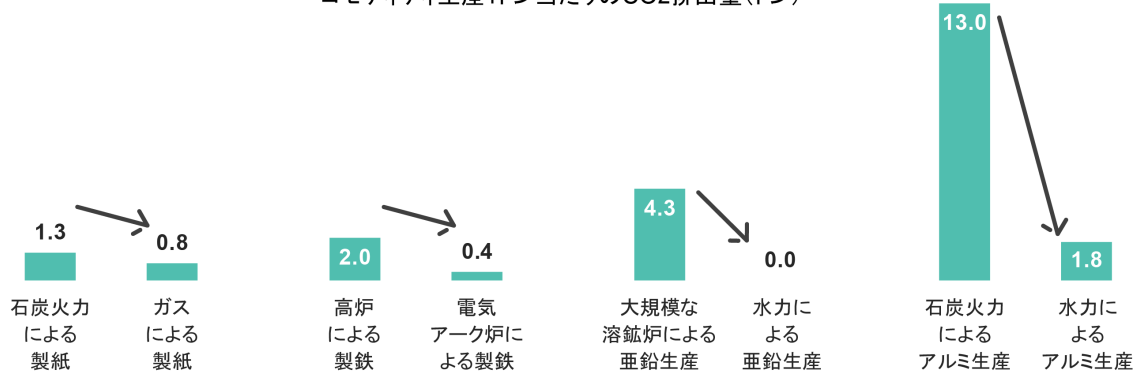 13.0
4.3
2.0
1.3
0.8
0.4
0.0
1.8
石炭火力
による
製紙
ガス
による
製紙
高炉
による
製鉄
電気
アーク炉に
よる製鉄
大規模な
溶鉱炉による
亜鉛生産
水力に
よる
亜鉛生産
石炭火力
による
アルミ生産
水力に
よる
アルミ生産